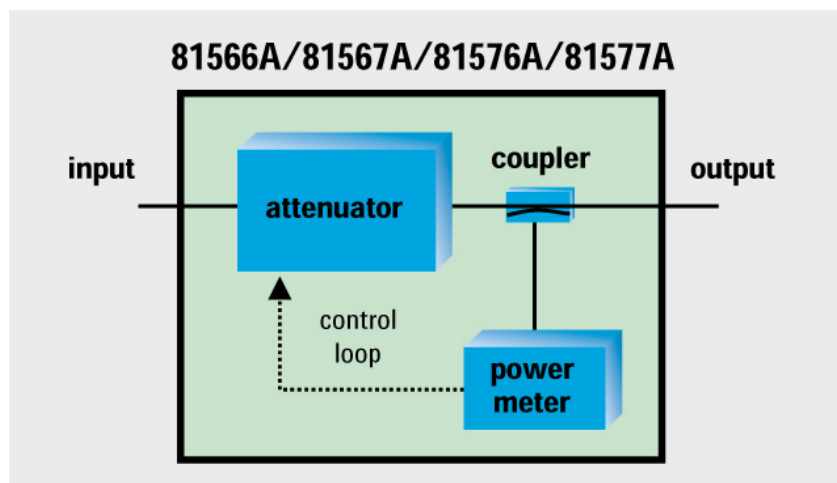 81566A/81567A/81576A/81577A
input
attenuator
coupler
output
control
loop
power
meter